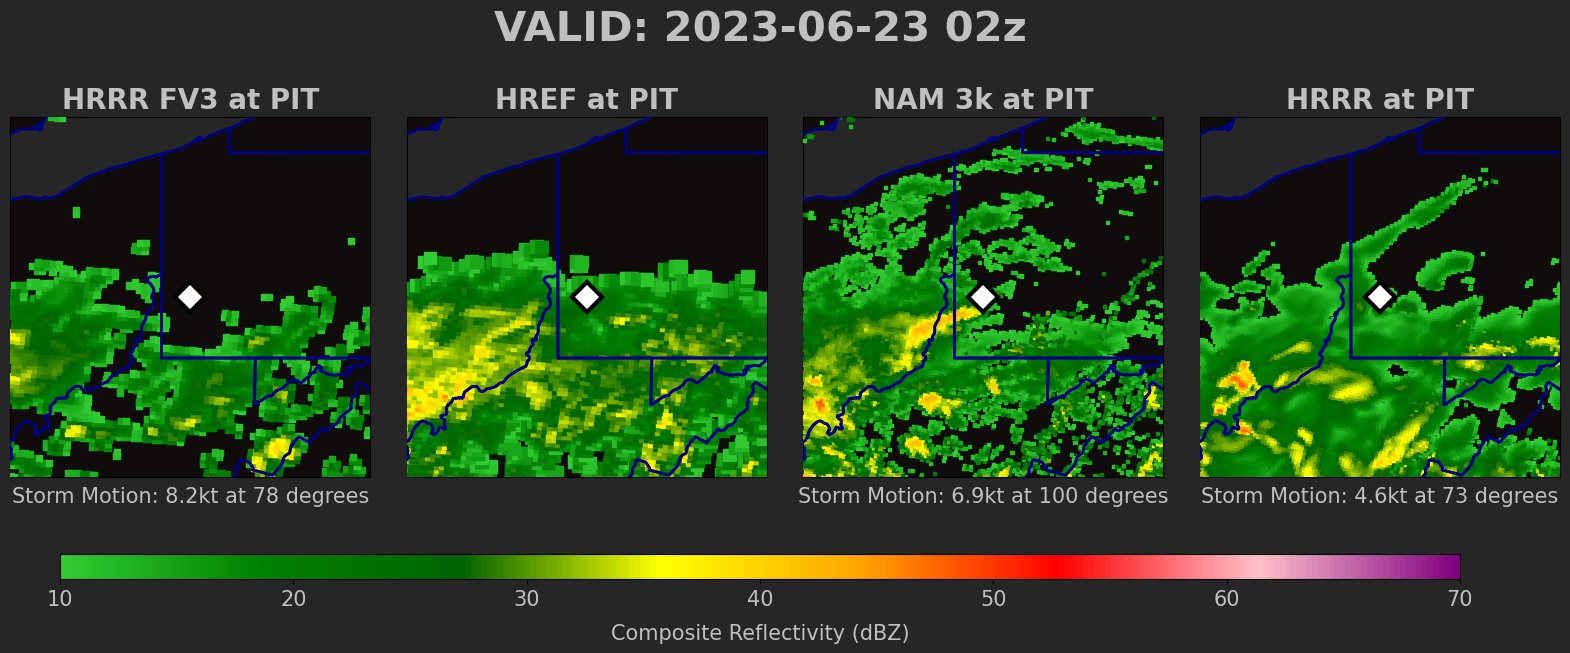 VALID: 2023-06-23 02z
HRRR FV3 at PIT
HREF at PIT
NAM 3k at PIT
HRRR at PIT
Storm Motion: 8.2kt at 78 degrees
Storm Motion: 6.9kt at 100 degrees
Storm Motion: 4.6kt at 73 degrees
10 20 30 40 50 60 70
Composite Reflectivity (dBZ)